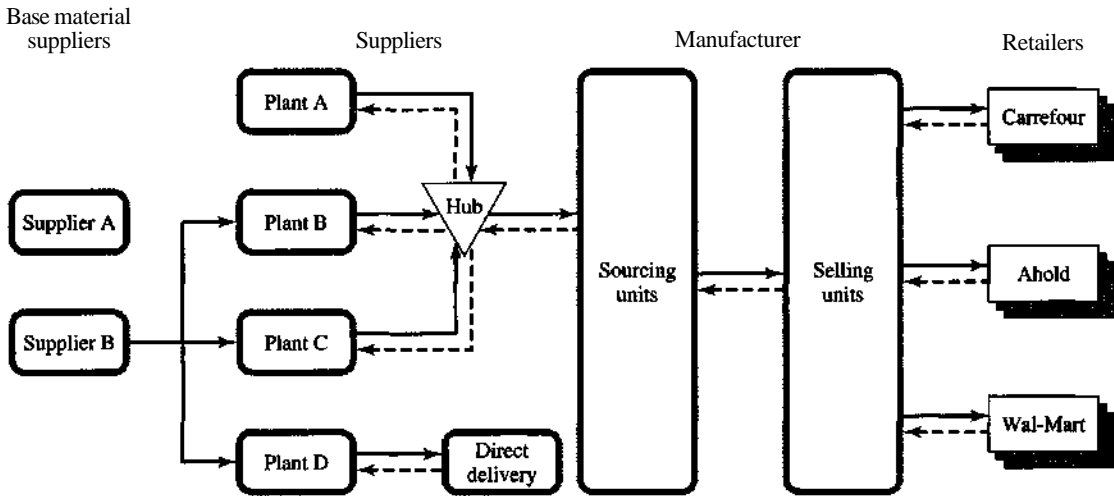 Base material
suppliers
Suppliers
Manufacturer
Retailers
Plant A
Carrefour
Supplier A
Plant B
Hub
Sourcing
units
Selling
units
Ahold
Supplier B
Plant C
Plant D
Direct
delivery
Wal-Mart